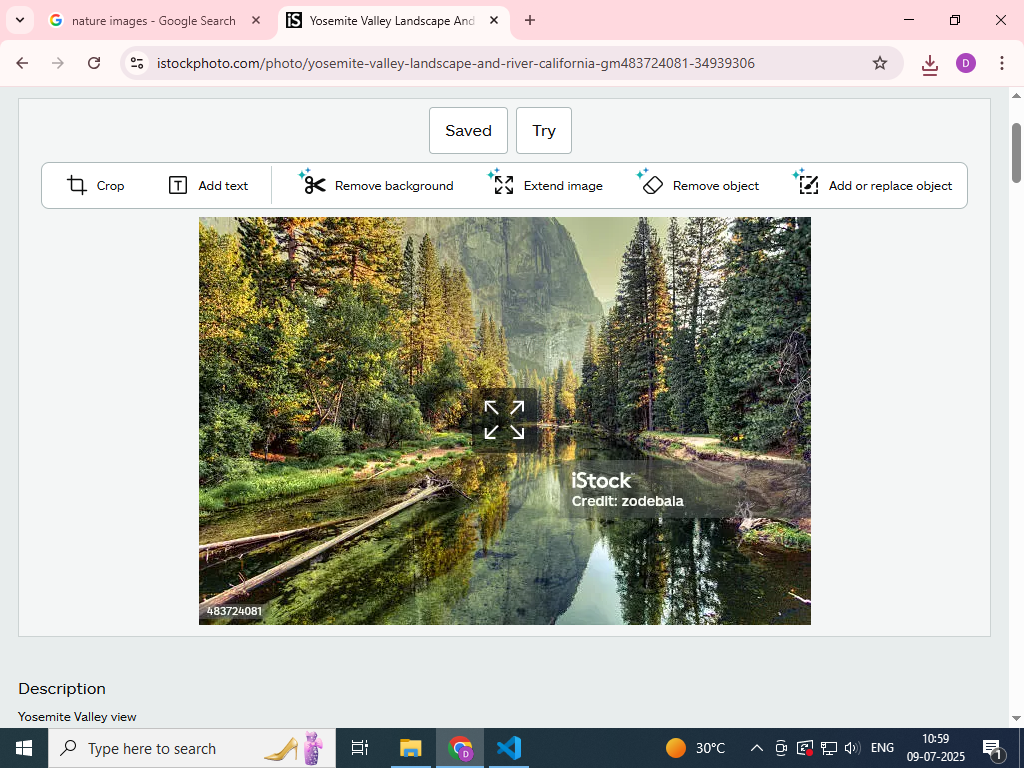 nature images - Google Search
iS
Yosemite Valley Landscape And
istockphoto.com/photo/yosemite-valley-landscape-and-river-california-gm483724081-34939306
D
Saved
Try
Crop
T Add text
Remove background
Extend image
Remove object
Add or replace object
iStock
Credit: zodebala
483724081
Description
Yosemite Valley view
Type here to search
D
30°C
ENG
10:59
09-07-2025
1